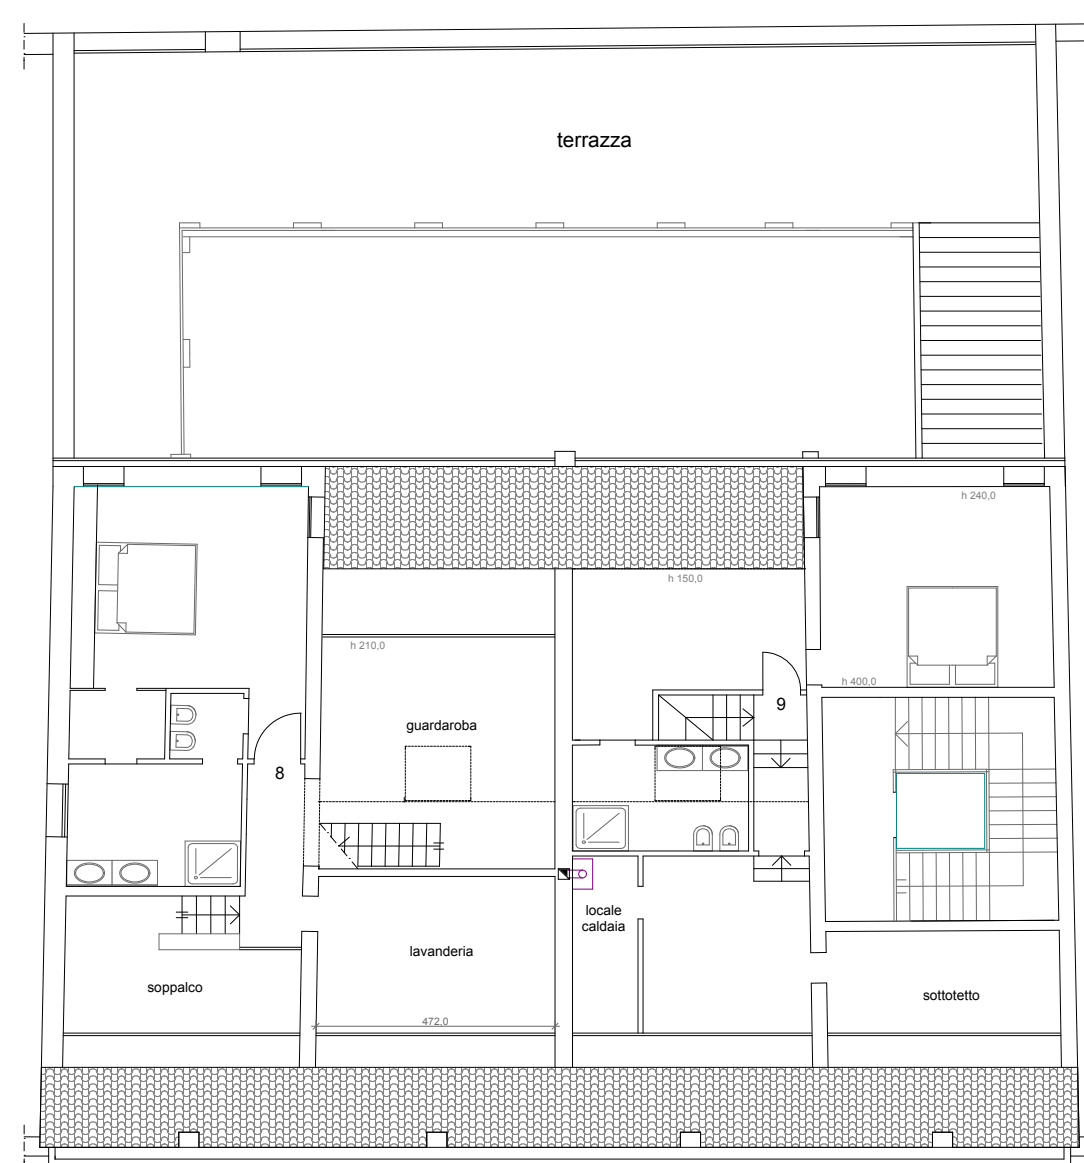 terrazza
h 240,0
h 150,0
h 210,0
h 400,0
9
guardaroba
8
locale
caldaia
lavanderia
soppalco
sottotetto
472,0